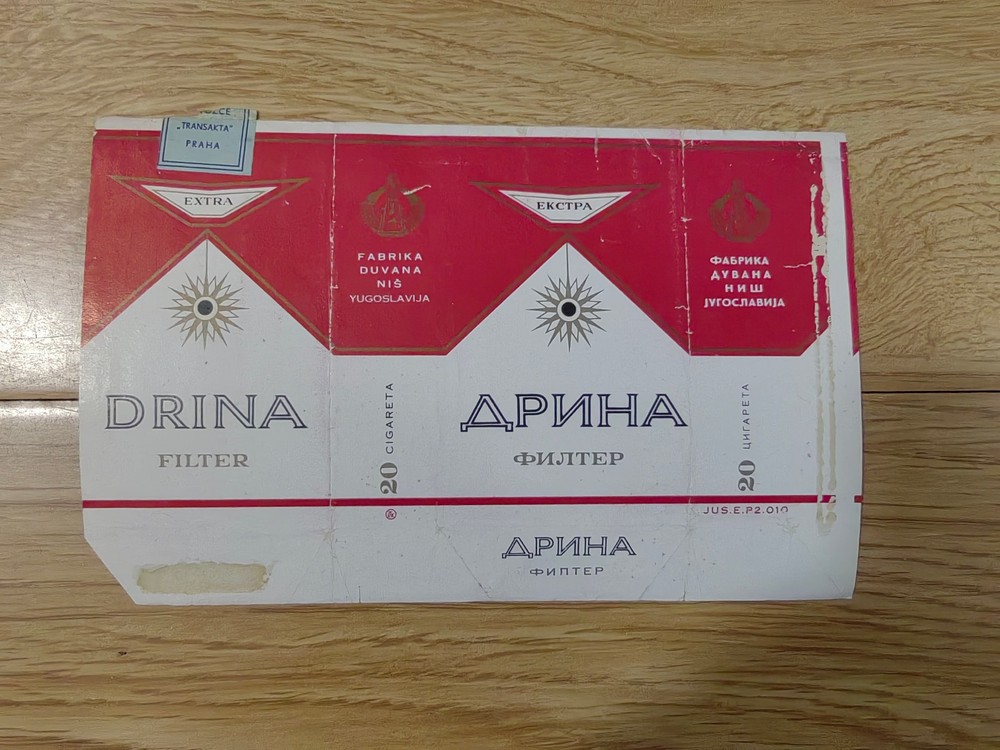 „TRANSAKTA”
PRAHA
EXTRA
DRINA
FILTER
FABRIKA
DUVANA
NIŠ
YUGOSLAVIJA
20 CIGARETA
ЕКСТРА
ДРИНА
ФИЛТЕР
ФАБРИКА
ДУВАНА
НИШ
ЈУГОСЛАВИЈА
20 ЦИГАРЕТА
JUS.E.P2.010
ДРИНА
ФИЛТЕР